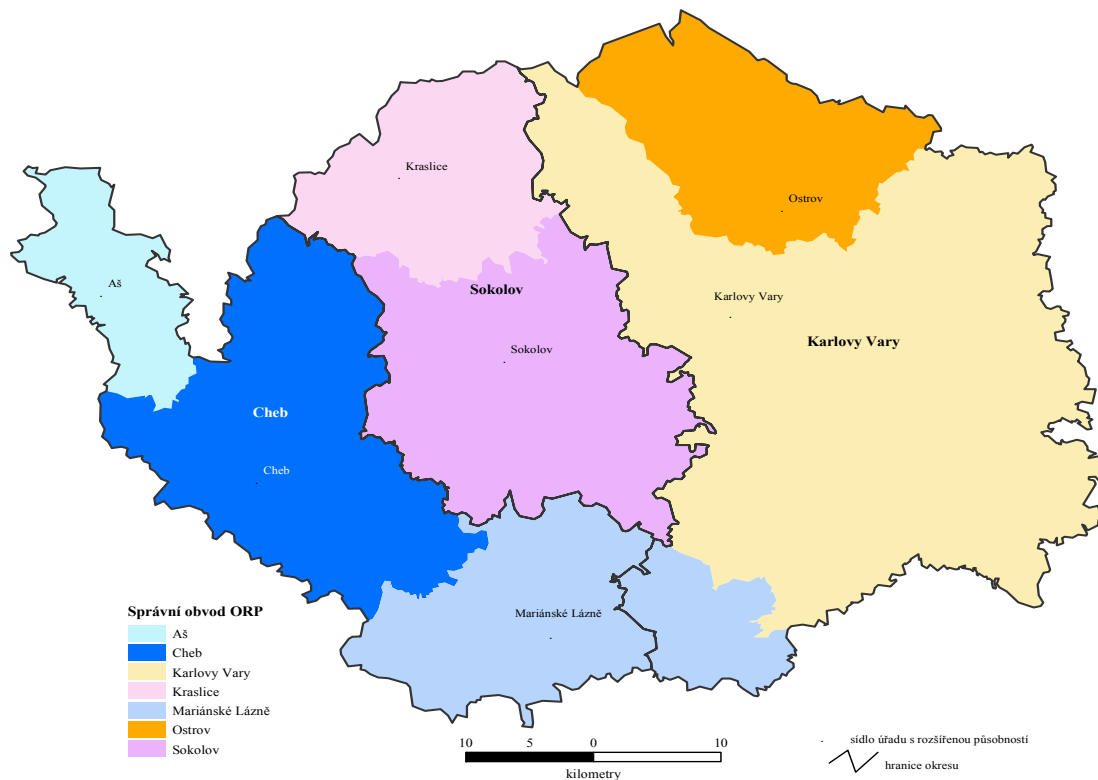 Kraslice
Ostrov
Aš
Sokolov
Karlovy Vary
Karlovy Vary
Sokolov
Cheb
Cheb
Mariánské Lázně
Správní obvod ORP
Aš
Cheb
Karlovy Vary
Kraslice
Mariánské Lázně
Ostrov
Sokolov
10 5 0 10
kilometry
sídlo úřadu s rozšířenou působností
hranice okresu